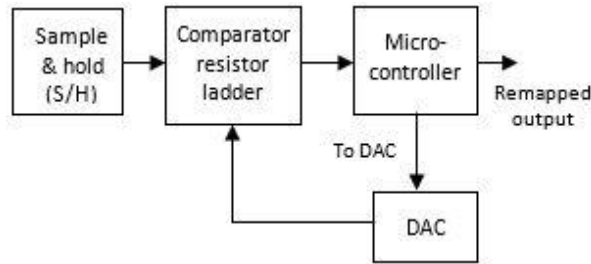 Sample
& hold
(S/H)
Comparator
resistor
ladder
Micro-
controller
Remapped
output
To DAC
DAC